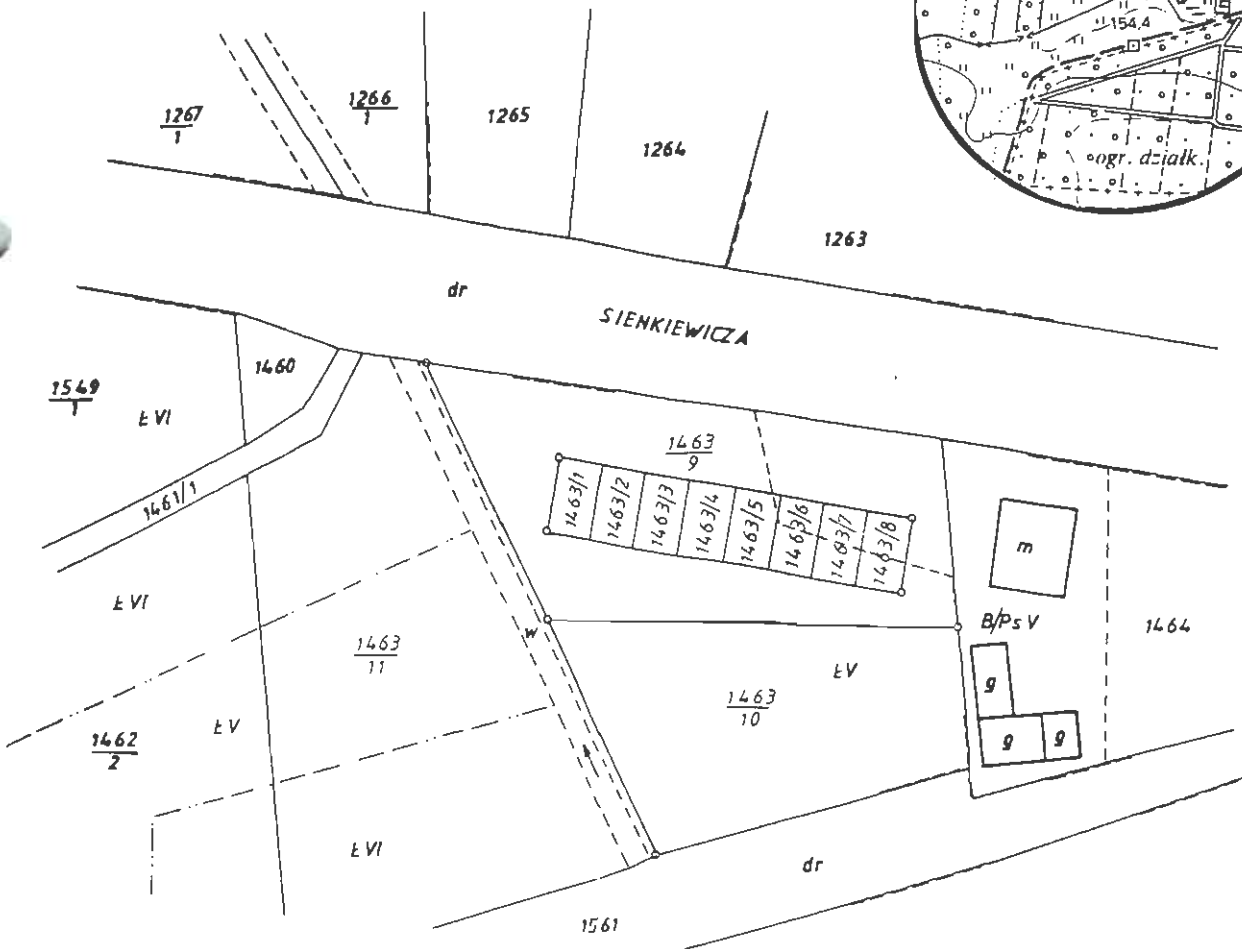 154,4
ogr. działk.
1267
1
1266
1
1265
1264
1263
dr
SIENKIEWICZA
1549
1
ŁVI
1460
1461/1
1463
9
1463/1
1463/2
1463/3
1463/4
1463/5
1463/6
1463/7
1463/8
m
ŁVI
w
B/PsV
1464
1463
11
ŁV
g
1463
10
1462
2
ŁV
g
g
ŁVI
dr
1561